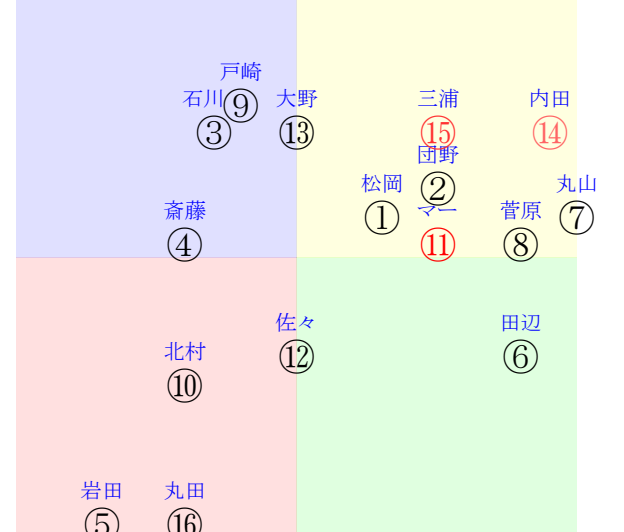 戸崎
⑨
石川
③
大野
⑬
三浦
⑮
内田
⑭
団野
②
松岡
①
丸山
⑦
斎藤
④
マー
⑪
菅原
⑧
佐々
⑫
田辺
⑥
北村
⑩
岩田
⑤
丸田
⑯